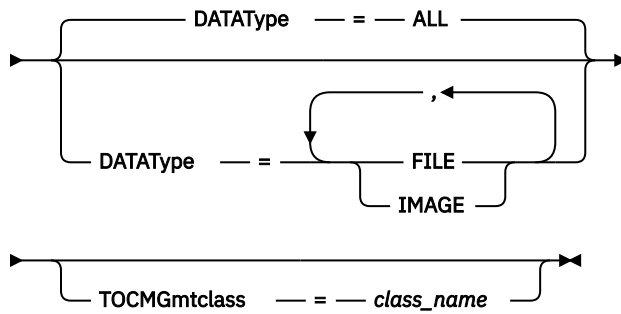 DATAType — = — ALL
,
DATAType — = — FILE
IMAGE
TOCMGmtclass — = — class_name